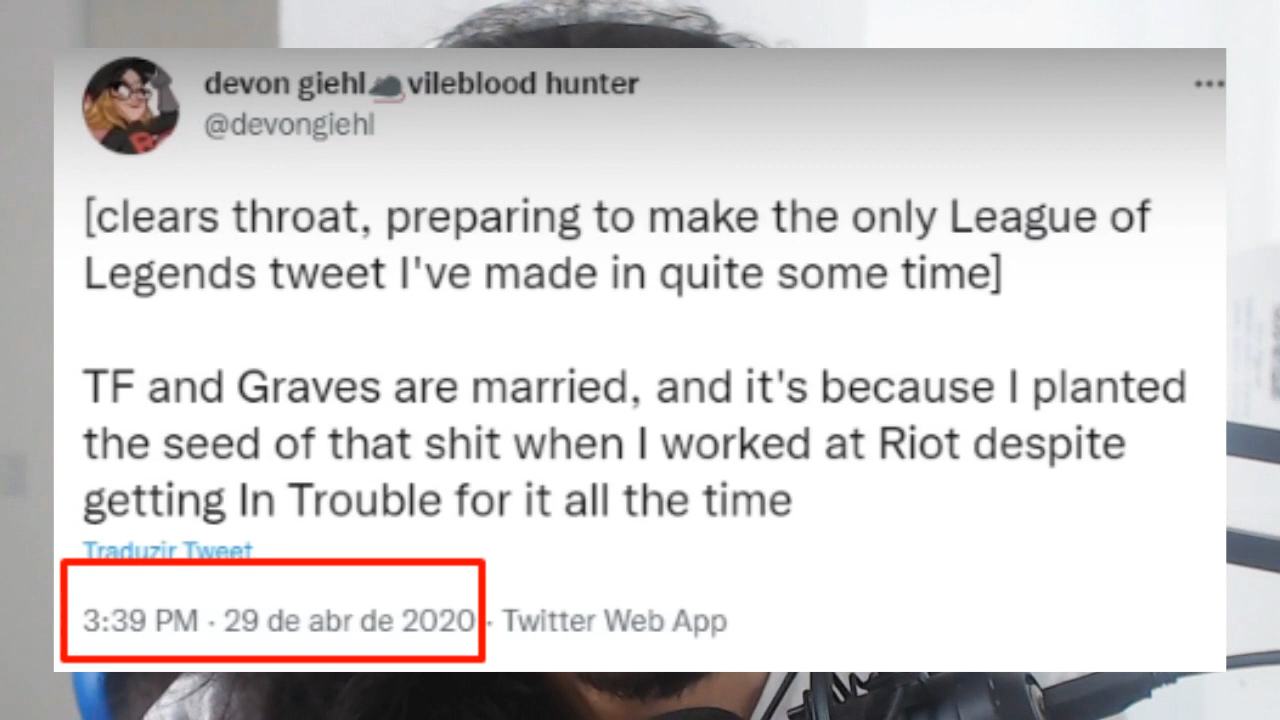 devon giehl🐀vileblood hunter
@devongiehl
[clears throat, preparing to make the only League of
Legends tweet I've made in quite some time]
TF and Graves are married, and it's because I planted
the seed of that shit when I worked at Riot despite
getting In Trouble for it all the time
Traduzir Tweet
3:39 PM · 29 de abr de 2020 · Twitter Web App